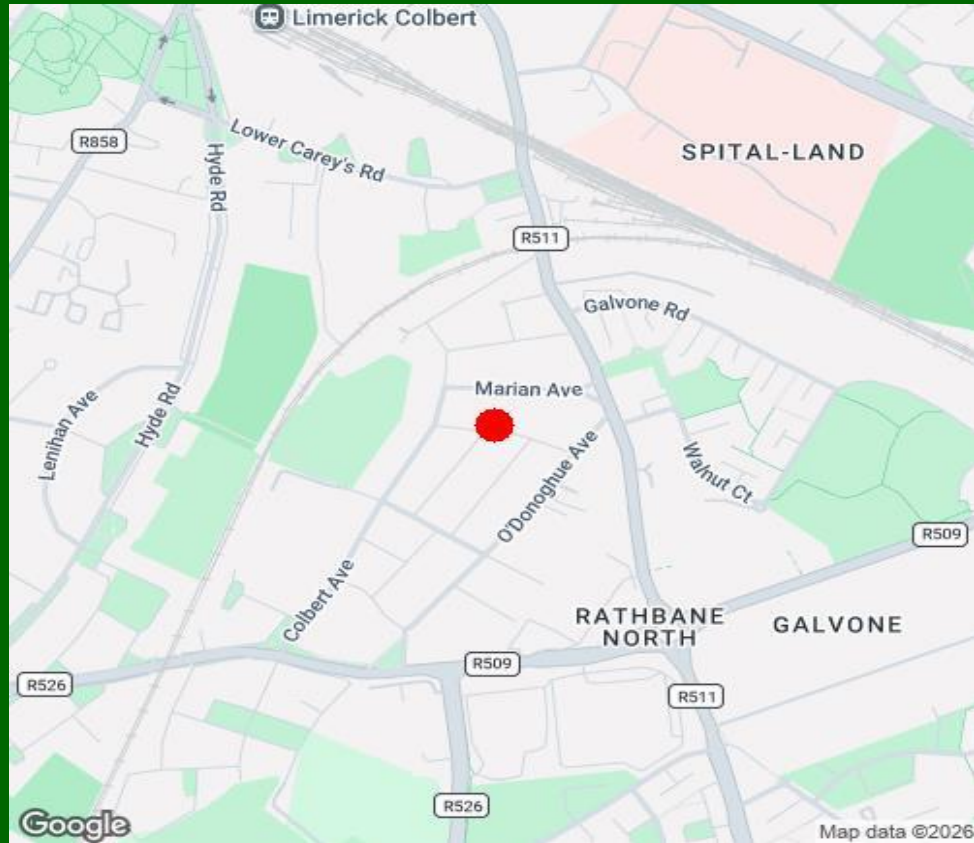 Limerick Colbert
R858
Lower Carey's Rd
Hyde Rd
SPITAL-LAND
R511
Galvone Rd
Marian Ave
Lenihan Ave
Hyde Rd
O'Donoghue Ave
Walnut Ct
R509
Colbert Ave
RATHBANE
NORTH
GALVONE
R509
R526
R511
R526
Google
Map data ©2026